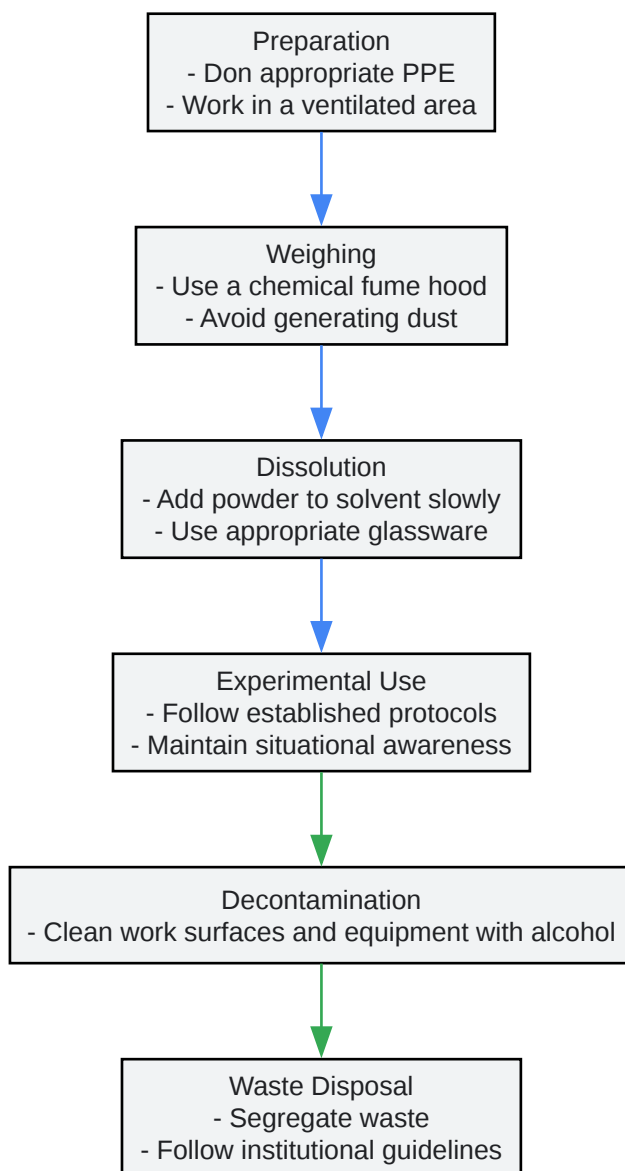 Preparation
- Don appropriate PPE
- Work in a ventilated area
Weighing
- Use a chemical fume hood
- Avoid generating dust
Dissolution
- Add powder to solvent slowly
- Use appropriate glassware
Experimental Use
- Follow established protocols
- Maintain situational awareness
Decontamination
- Clean work surfaces and equipment with alcohol
Waste Disposal
- Segregate waste
- Follow institutional guidelines